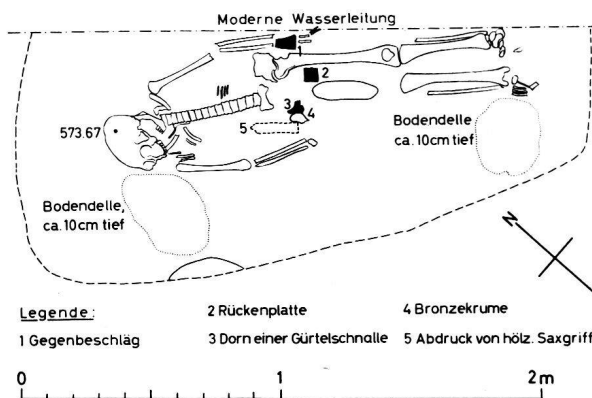 Moderne Wasserleitung
1
2
3
4
5
573.67
Bodendelle
ca. 10cm tief
Bodendelle,
ca. 10cm tief
N
Legende:
2 Rückenplatte
4 Bronzekrume
1 Gegenbeschläg
3 Dorn einer Gürtelschnalle
5 Abdruck von hölz. Saxgriff
0
1
2m